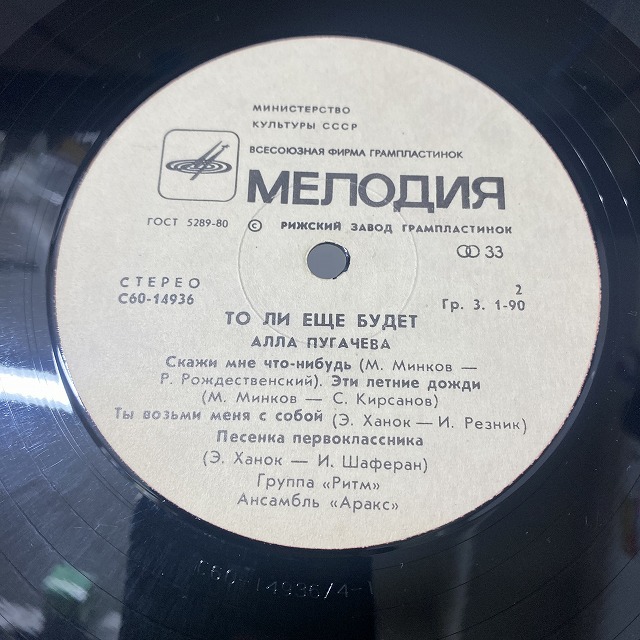 МИНИСТЕРСТВО
КУЛЬТУРЫ СССР
ВСЕСОЮЗНАЯ ФИРМА ГРАМПЛАСТИНОК
МЕЛОДИЯ
ГОСТ 5289-80 © РИЖСКИЙ ЗАВОД ГРАМПЛАСТИНОК
33
СТЕРЕО
С60-14936
2
Гр. 3. 1-90
ТО ЛИ ЕЩЕ БУДЕТ
АЛЛА ПУГАЧЕВА
Скажи мне что-нибудь (М. Минков —
Р. Рождественский). Эти летние дожди
(М. Минков — С. Кирсанов)
Ты возьми меня с собой (Э. Ханок — И. Резник)
Песенка первоклассника
(Э. Ханок — И. Шаферан)
Группа «Ритм»
Ансамбль «Аракс»